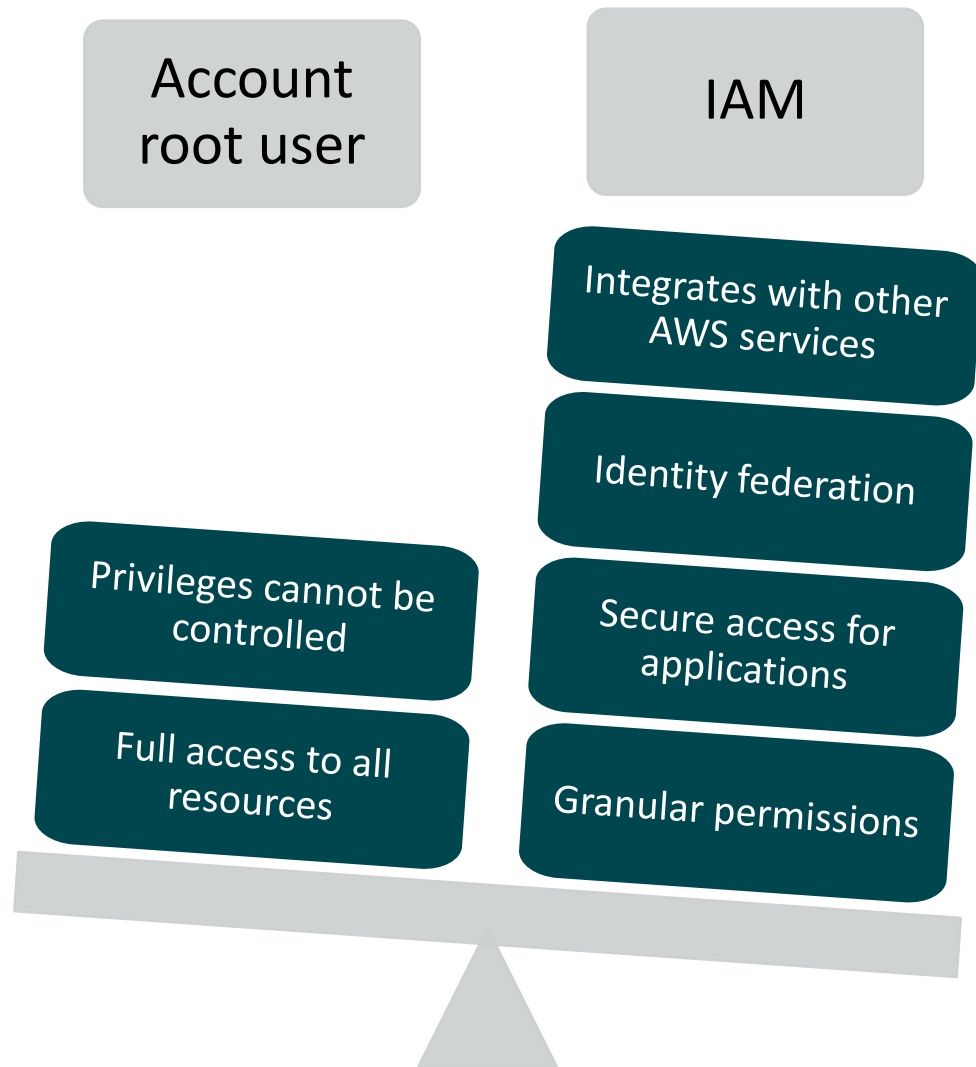 Account
root user
IAM
Integrates with other
AWS services
Identity federation
Privileges cannot be
controlled
Secure access for
applications
Full access to all
resources
Granular permissions